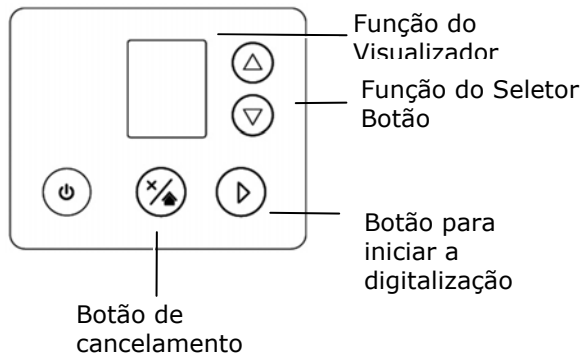 Função do
Visualizador
Função do Seletor
Botão
Botão para
iniciar a
digitalização
Botão de
cancelamento